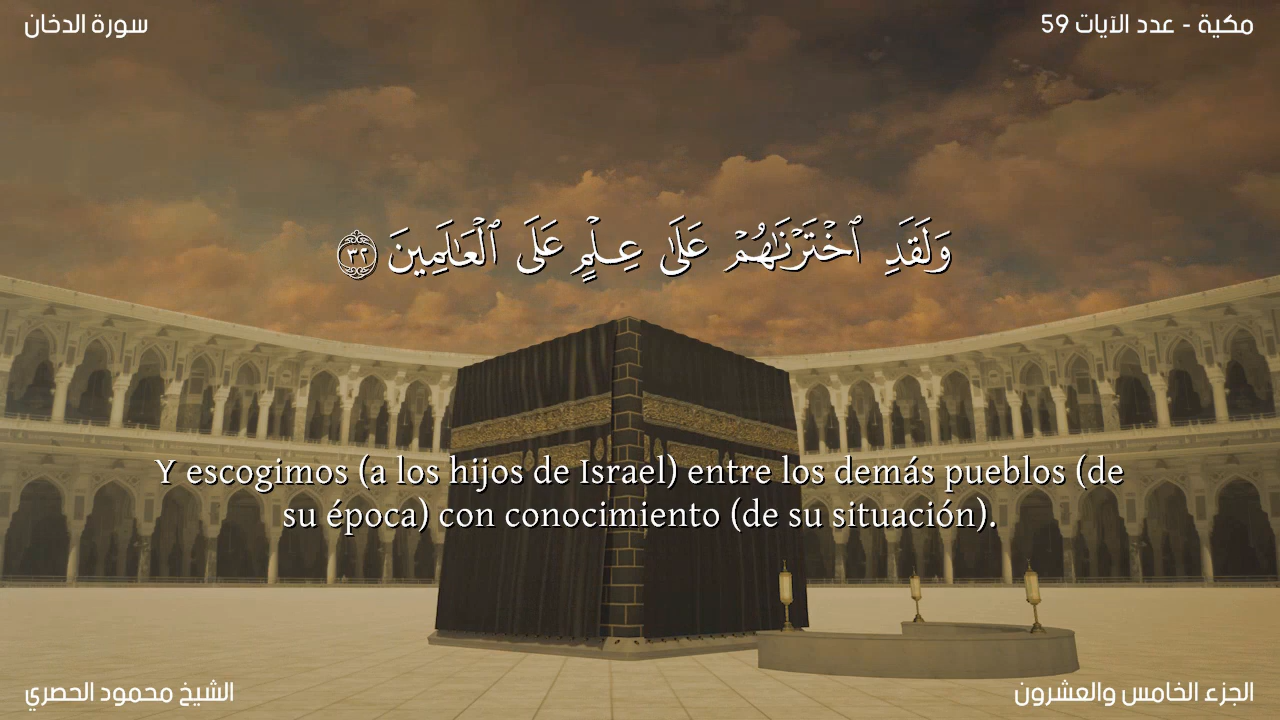 سورة الدخان
مكية - عدد الآيات 59
وَلَقَدِ ٱخْتَرْنَٰهُمْ عَلَىٰ عِلْمٍ عَلَى ٱلْعَٰلَمِينَ ٣٢
Y escogimos (a los hijos de Israel) entre los demás pueblos (de
su época) con conocimiento (de su situación).
الشيخ محمود الحصري
الجزء الخامس والعشرون